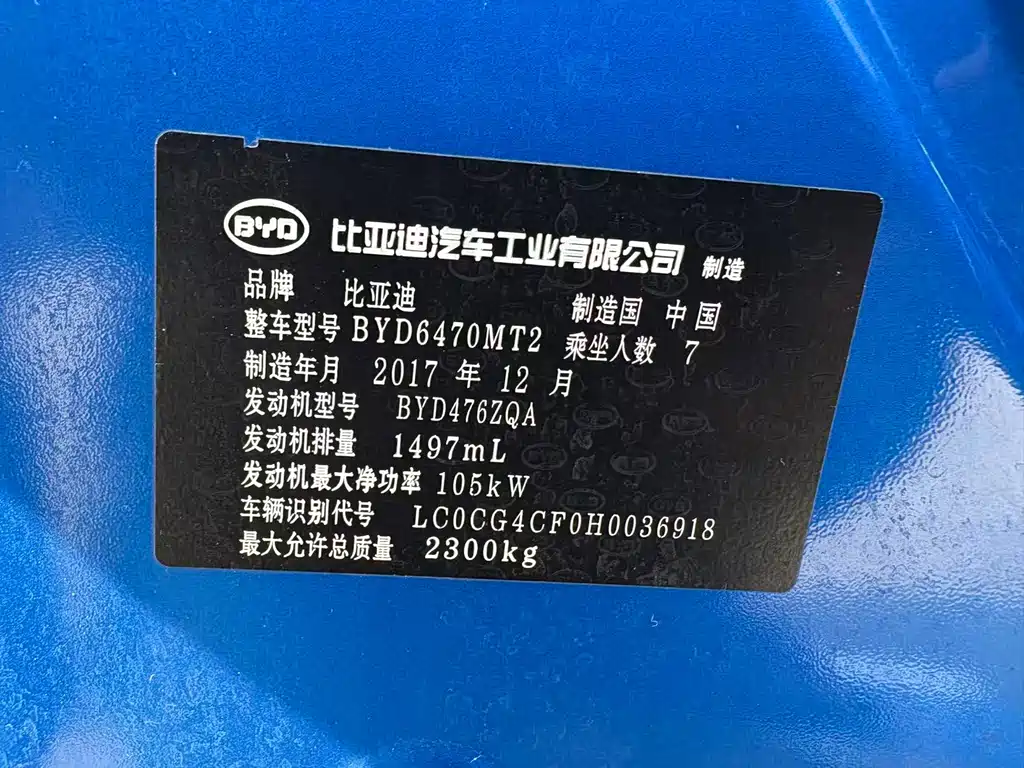 BYD 比亚迪汽车工业有限公司 制造
品牌 比亚迪 制造国 中国
整车型号 BYD6470MT2 乘坐人数 7
制造年月 2017 年 12 月
发动机型号 BYD476ZQA
发动机排量 1497mL
发动机最大净功率 105kW
车辆识别代号 LC0CG4CF0H0036918
最大允许总质量 2300kg